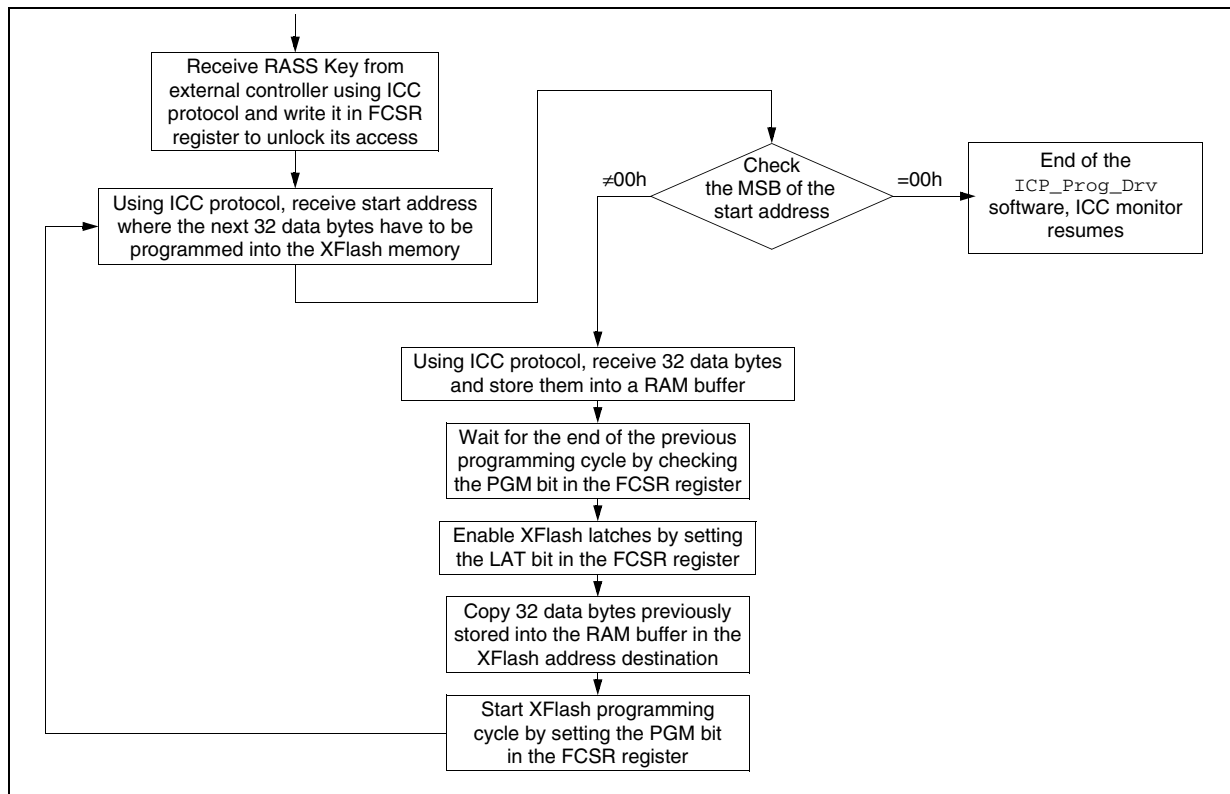 Receive RASS Key from
external controller using ICC
protocol and write it in FCSR
register to unlock its access
Using ICC protocol, receive start address
where the next 32 data bytes have to be
programmed into the XFlash memory
Check
the MSB of the
start address
≠00h
=00h
End of the
ICP_Prog_Drv
software, ICC monitor
resumes
Using ICC protocol, receive 32 data bytes
and store them into a RAM buffer
Wait for the end of the previous
programming cycle by checking
the PGM bit in the FCSR register
Enable XFlash latches by setting
the LAT bit in the FCSR register
Copy 32 data bytes previously
stored into the RAM buffer in the
XFlash address destination
Start XFlash programming
cycle by setting the PGM bit
in the FCSR register